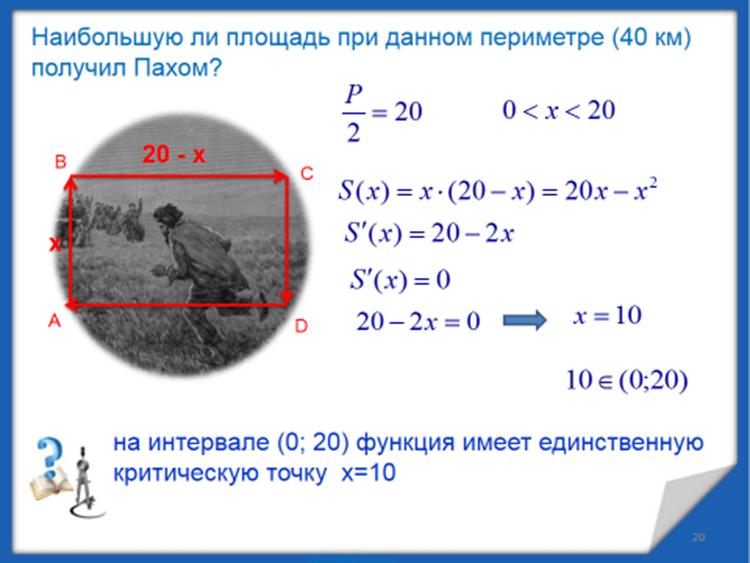 Наибольшую ли площадь при данном периметре (40 км)
получил Пахом?
P/2 = 20
0 < x < 20
B
20 - x
C
S(x) = x·(20 − x) = 20x − x²
S′(x) = 20 − 2x
x
S′(x) = 0
A
D
20 − 2x = 0
x = 10
10 ∈ (0;20)
?
на интервале (0; 20) функция имеет единственную
критическую точку x=10
20